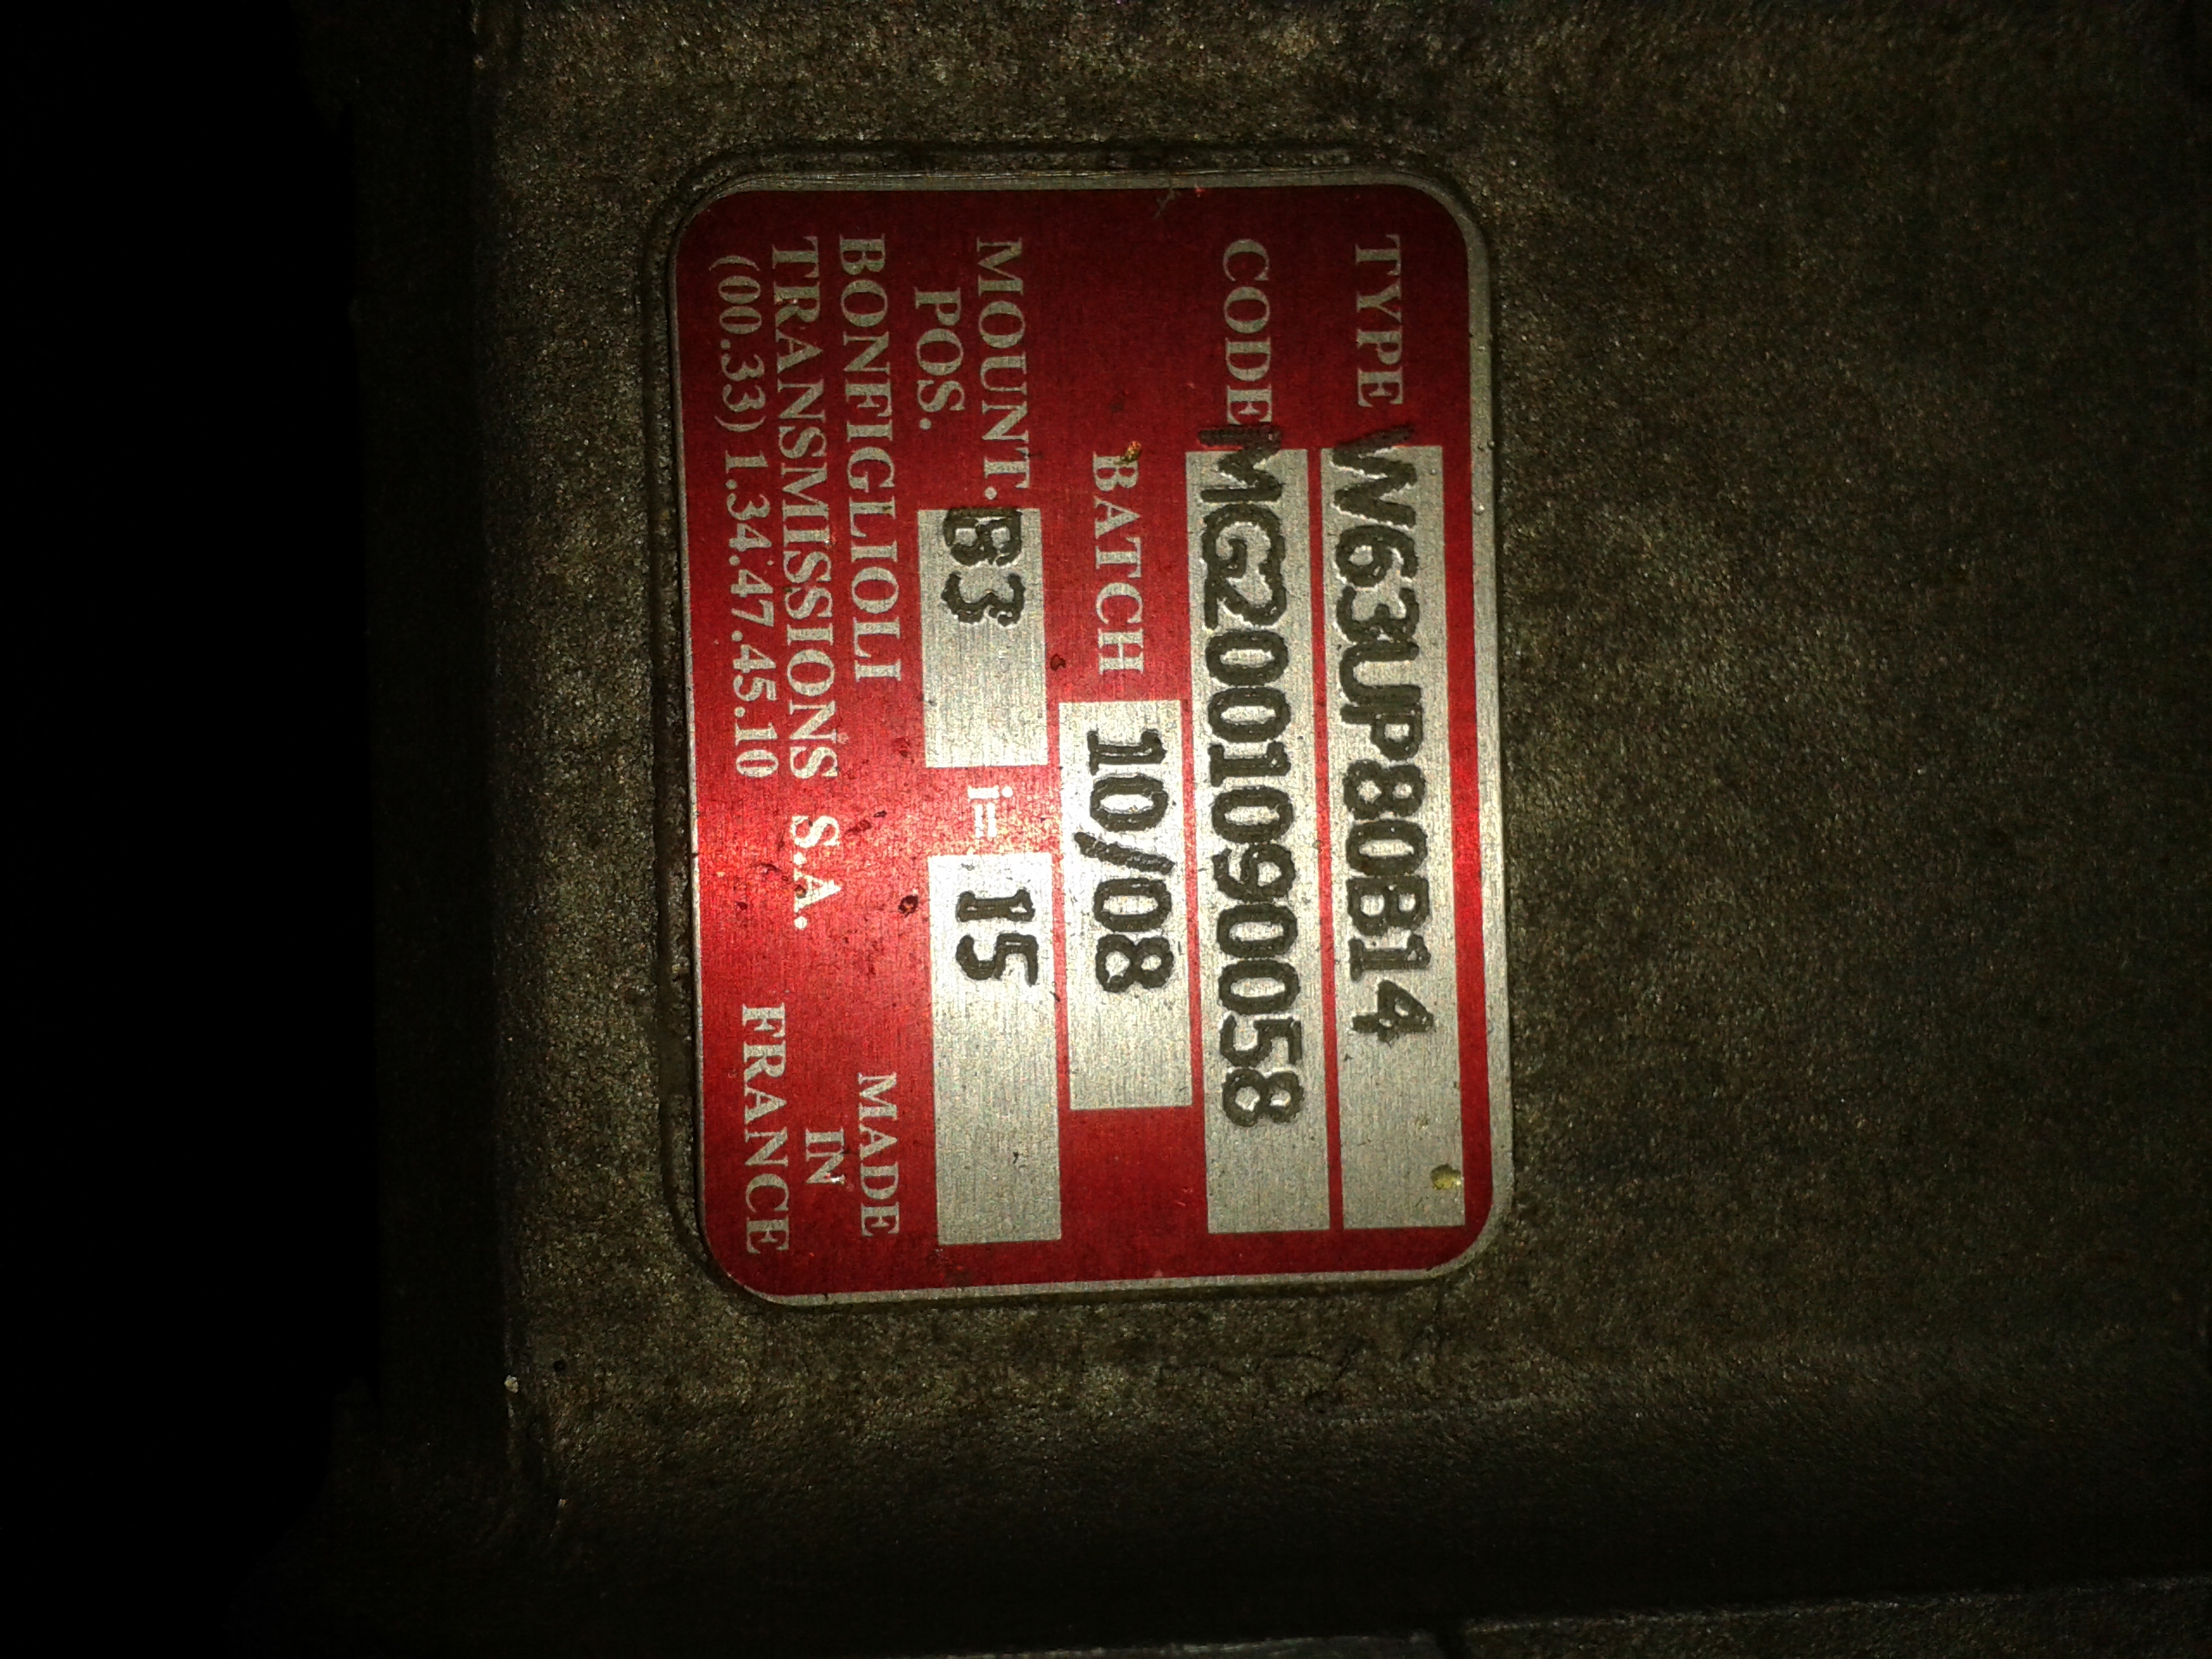 TYPE W63UP80B14
CODE MG2001090058
BATCH 10/08
MOUNT. POS. B3 i= 15
BONFIGLIOLI
TRANSMISSIONS S.A.
(00.33) 1.34.47.45.10
MADE
IN
FRANCE